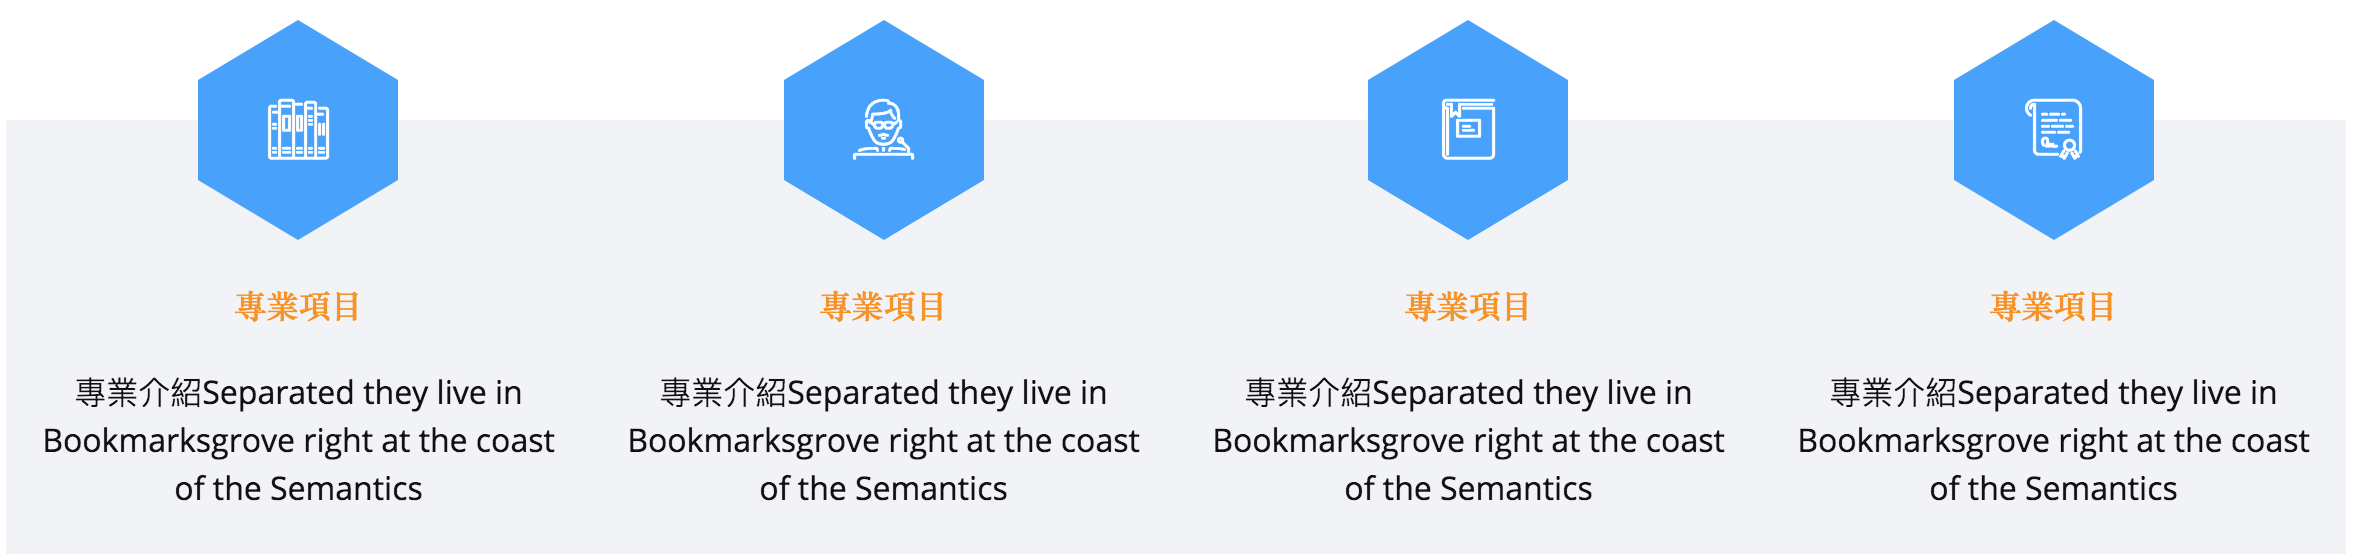 專業項目
專業介紹Separated they live in
Bookmarksgrove right at the coast
of the Semantics
專業項目
專業介紹Separated they live in
Bookmarksgrove right at the coast
of the Semantics
專業項目
專業介紹Separated they live in
Bookmarksgrove right at the coast
of the Semantics
專業項目
專業介紹Separated they live in
Bookmarksgrove right at the coast
of the Semantics